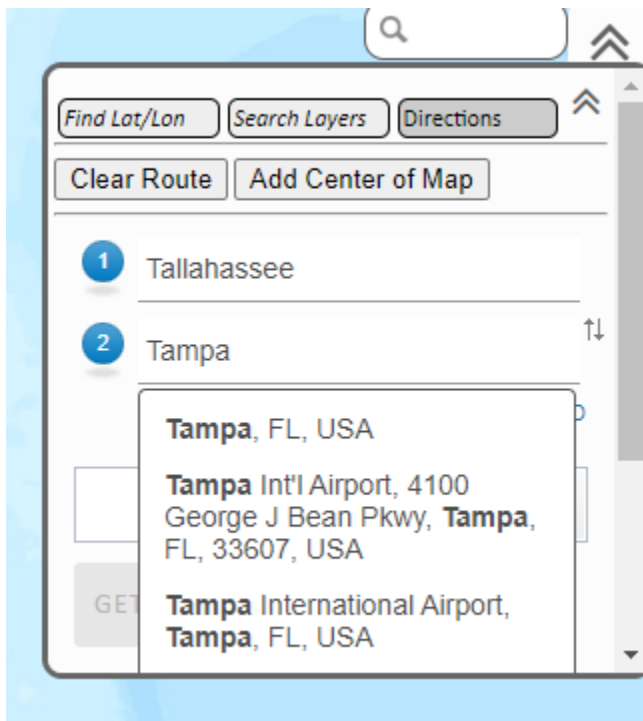 Find Lat/Lon Search Layers Directions
Clear Route Add Center of Map
1 Tallahassee
2 Tampa
Tampa, FL, USA
Tampa Int'l Airport, 4100
George J Bean Pkwy, Tampa,
FL, 33607, USA
GET
Tampa International Airport,
Tampa, FL, USA